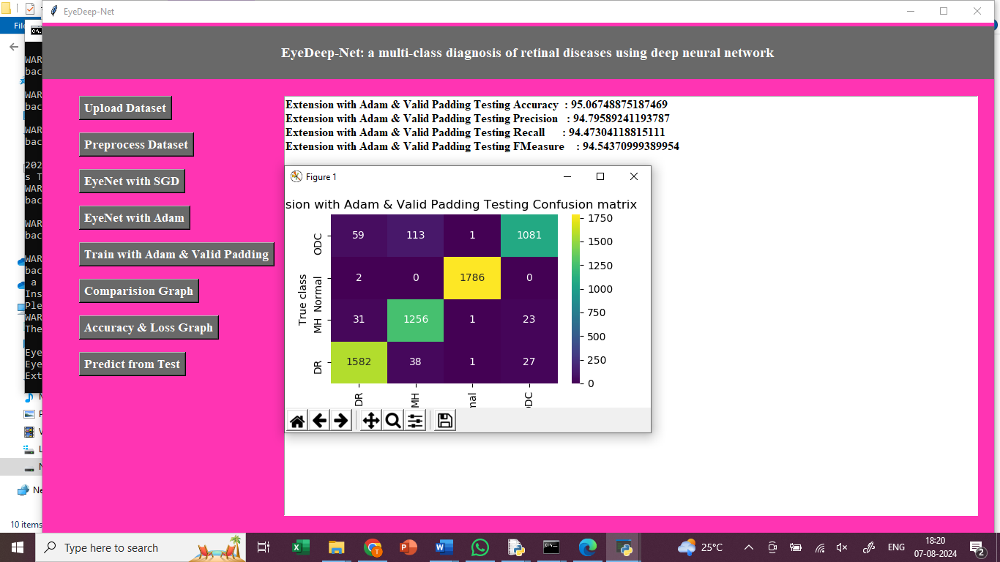 EyeDeep-Net
EyeDeep-Net: a multi-class diagnosis of retinal diseases using deep neural network
Upload Dataset
Preprocess Dataset
EyeNet with SGD
EyeNet with Adam
Train with Adam & Valid Padding
Comparision Graph
Accuracy & Loss Graph
Predict from Test
Extension with Adam & Valid Padding Testing Accuracy : 95.06748875187469
Extension with Adam & Valid Padding Testing Precision : 94.79589241193787
Extension with Adam & Valid Padding Testing Recall : 94.47304118815111
Extension with Adam & Valid Padding Testing FMeasure : 94.54370999389954
Figure 1
sion with Adam & Valid Padding Testing Confusion matrix
True class
ODC 59 113 1 1081
Normal 2 0 1786 0
MH 31 1256 1 23
DR 1582 38 1 27
DR MH mal ODC
1750
1500
1250
1000
750
500
250
0
Fil
WAR
bac
WAR
bac
WAR
bac
202
s T
WAR
bac
WAR
bac
WAR
bac
a
Ins
Ple
WAR
The
Eye
Eye
Ext
Ne
10 items
Type here to search
25°C
ENG
18:20
07-08-2024
2